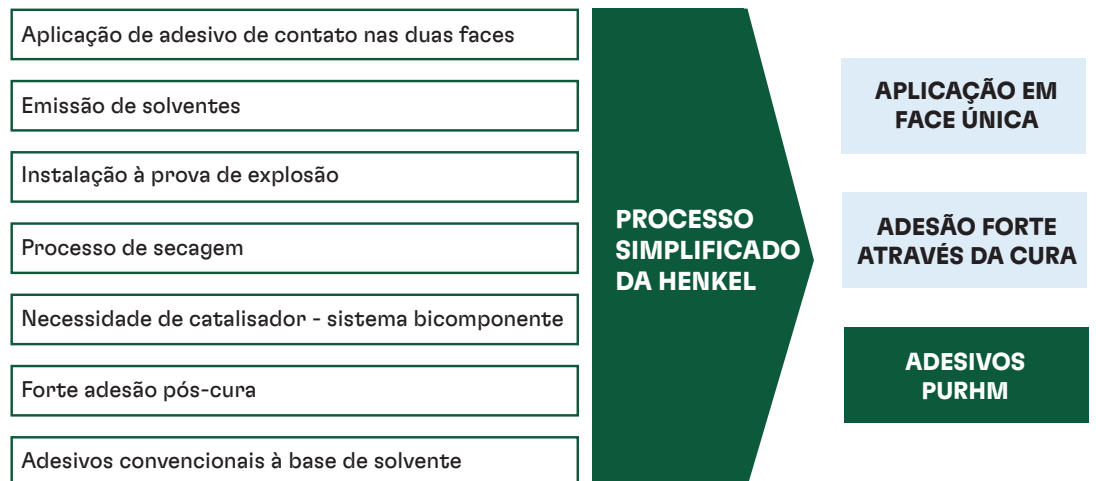 Aplicação de adesivo de contato nas duas faces
Emissão de solventes
Instalação à prova de explosão
Processo de secagem
Necessidade de catalisador - sistema bicomponente
Forte adesão pós-cura
Adesivos convencionais à base de solvente
PROCESSO
SIMPLIFICADO
DA HENKEL
APLICAÇÃO EM
FACE ÚNICA
ADESÃO FORTE
ATRAVÉS DA CURA
ADESIVOS
PURHM